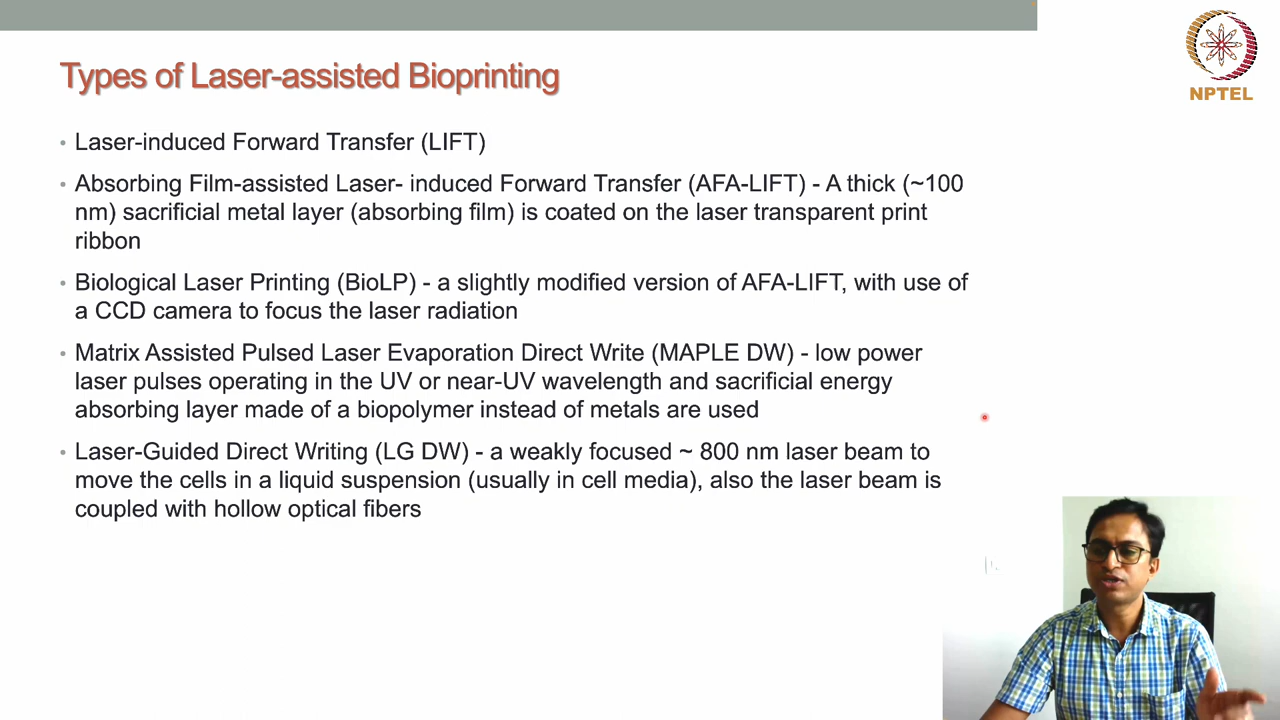 Types of Laser-assisted Bioprinting
NPTEL
• Laser-induced Forward Transfer (LIFT)
• Absorbing Film-assisted Laser- induced Forward Transfer (AFA-LIFT) - A thick (~100
nm) sacrificial metal layer (absorbing film) is coated on the laser transparent print
ribbon
• Biological Laser Printing (BioLP) - a slightly modified version of AFA-LIFT, with use of
a CCD camera to focus the laser radiation
• Matrix Assisted Pulsed Laser Evaporation Direct Write (MAPLE DW) - low power
laser pulses operating in the UV or near-UV wavelength and sacrificial energy
absorbing layer made of a biopolymer instead of metals are used
• Laser-Guided Direct Writing (LG DW) - a weakly focused ~ 800 nm laser beam to
move the cells in a liquid suspension (usually in cell media), also the laser beam is
coupled with hollow optical fibers